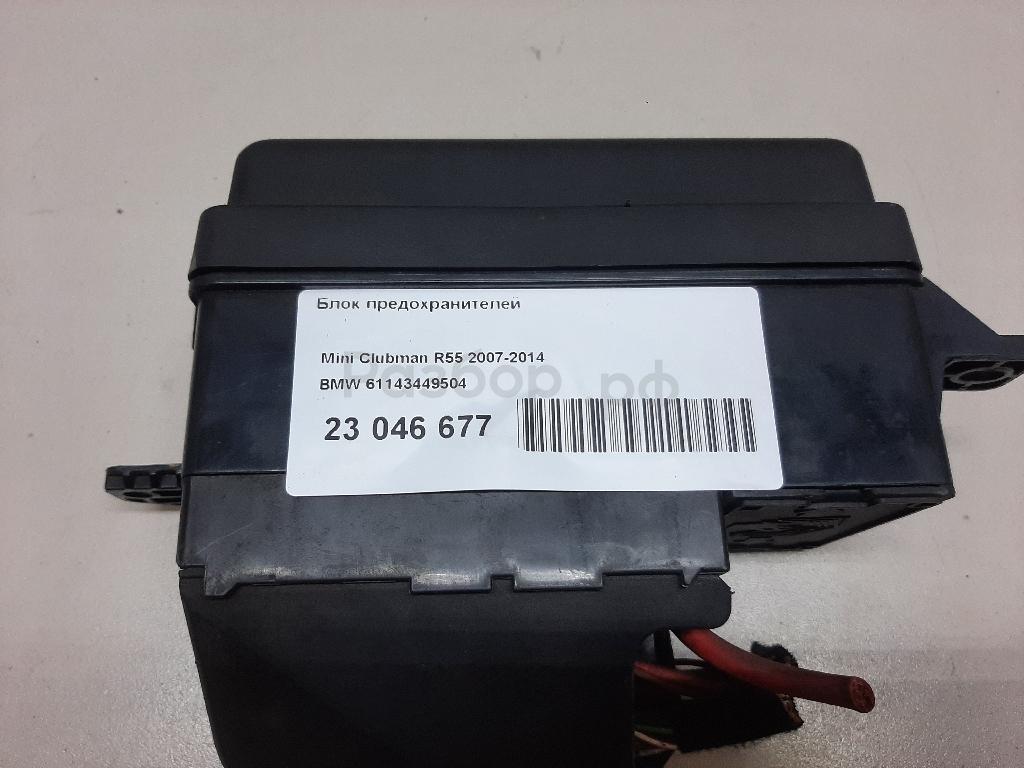 Блок предохранителей
Mini Clubman R55 2007-2014
Разбор.рф
BMW 61143449504
23 046 677